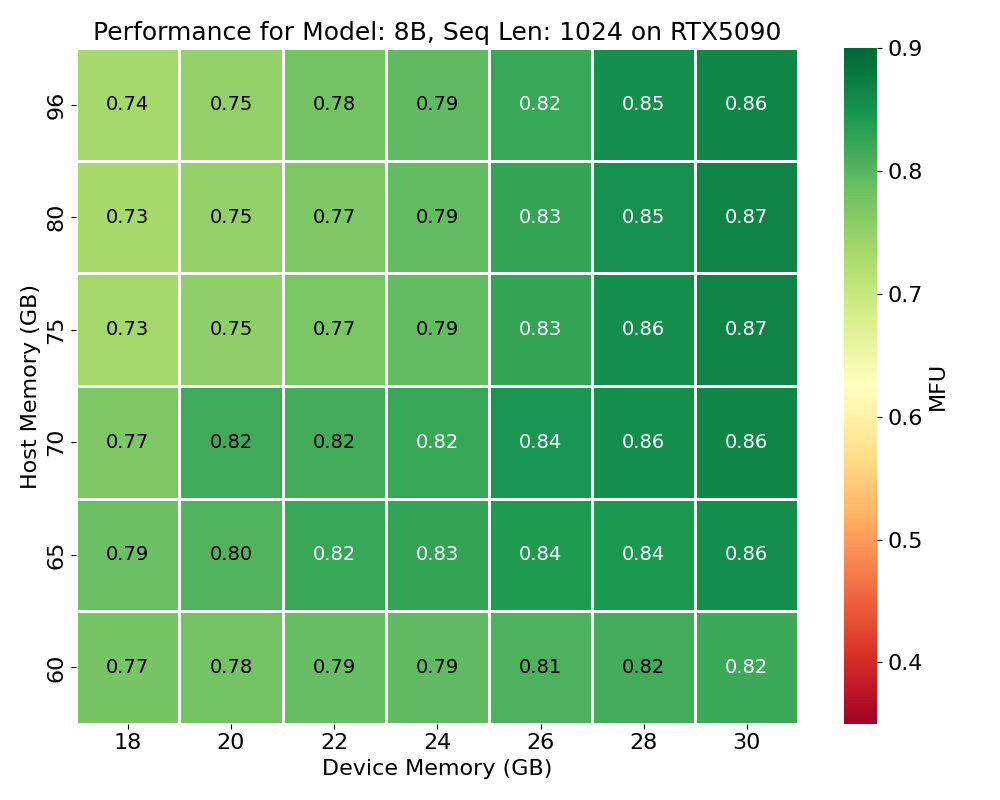 Performance for Model: 8B, Seq Len: 1024 on RTX5090
96 0.74 0.75 0.78 0.79 0.82 0.85 0.86
80 0.73 0.75 0.77 0.79 0.83 0.85 0.87
75 0.73 0.75 0.77 0.79 0.83 0.86 0.87
70 0.77 0.82 0.82 0.82 0.84 0.86 0.86
65 0.79 0.80 0.82 0.83 0.84 0.84 0.86
60 0.77 0.78 0.79 0.79 0.81 0.82 0.82
18 20 22 24 26 28 30
Device Memory (GB)
Host Memory (GB)
0.9
0.8
0.7
0.6
0.5
0.4
MFU